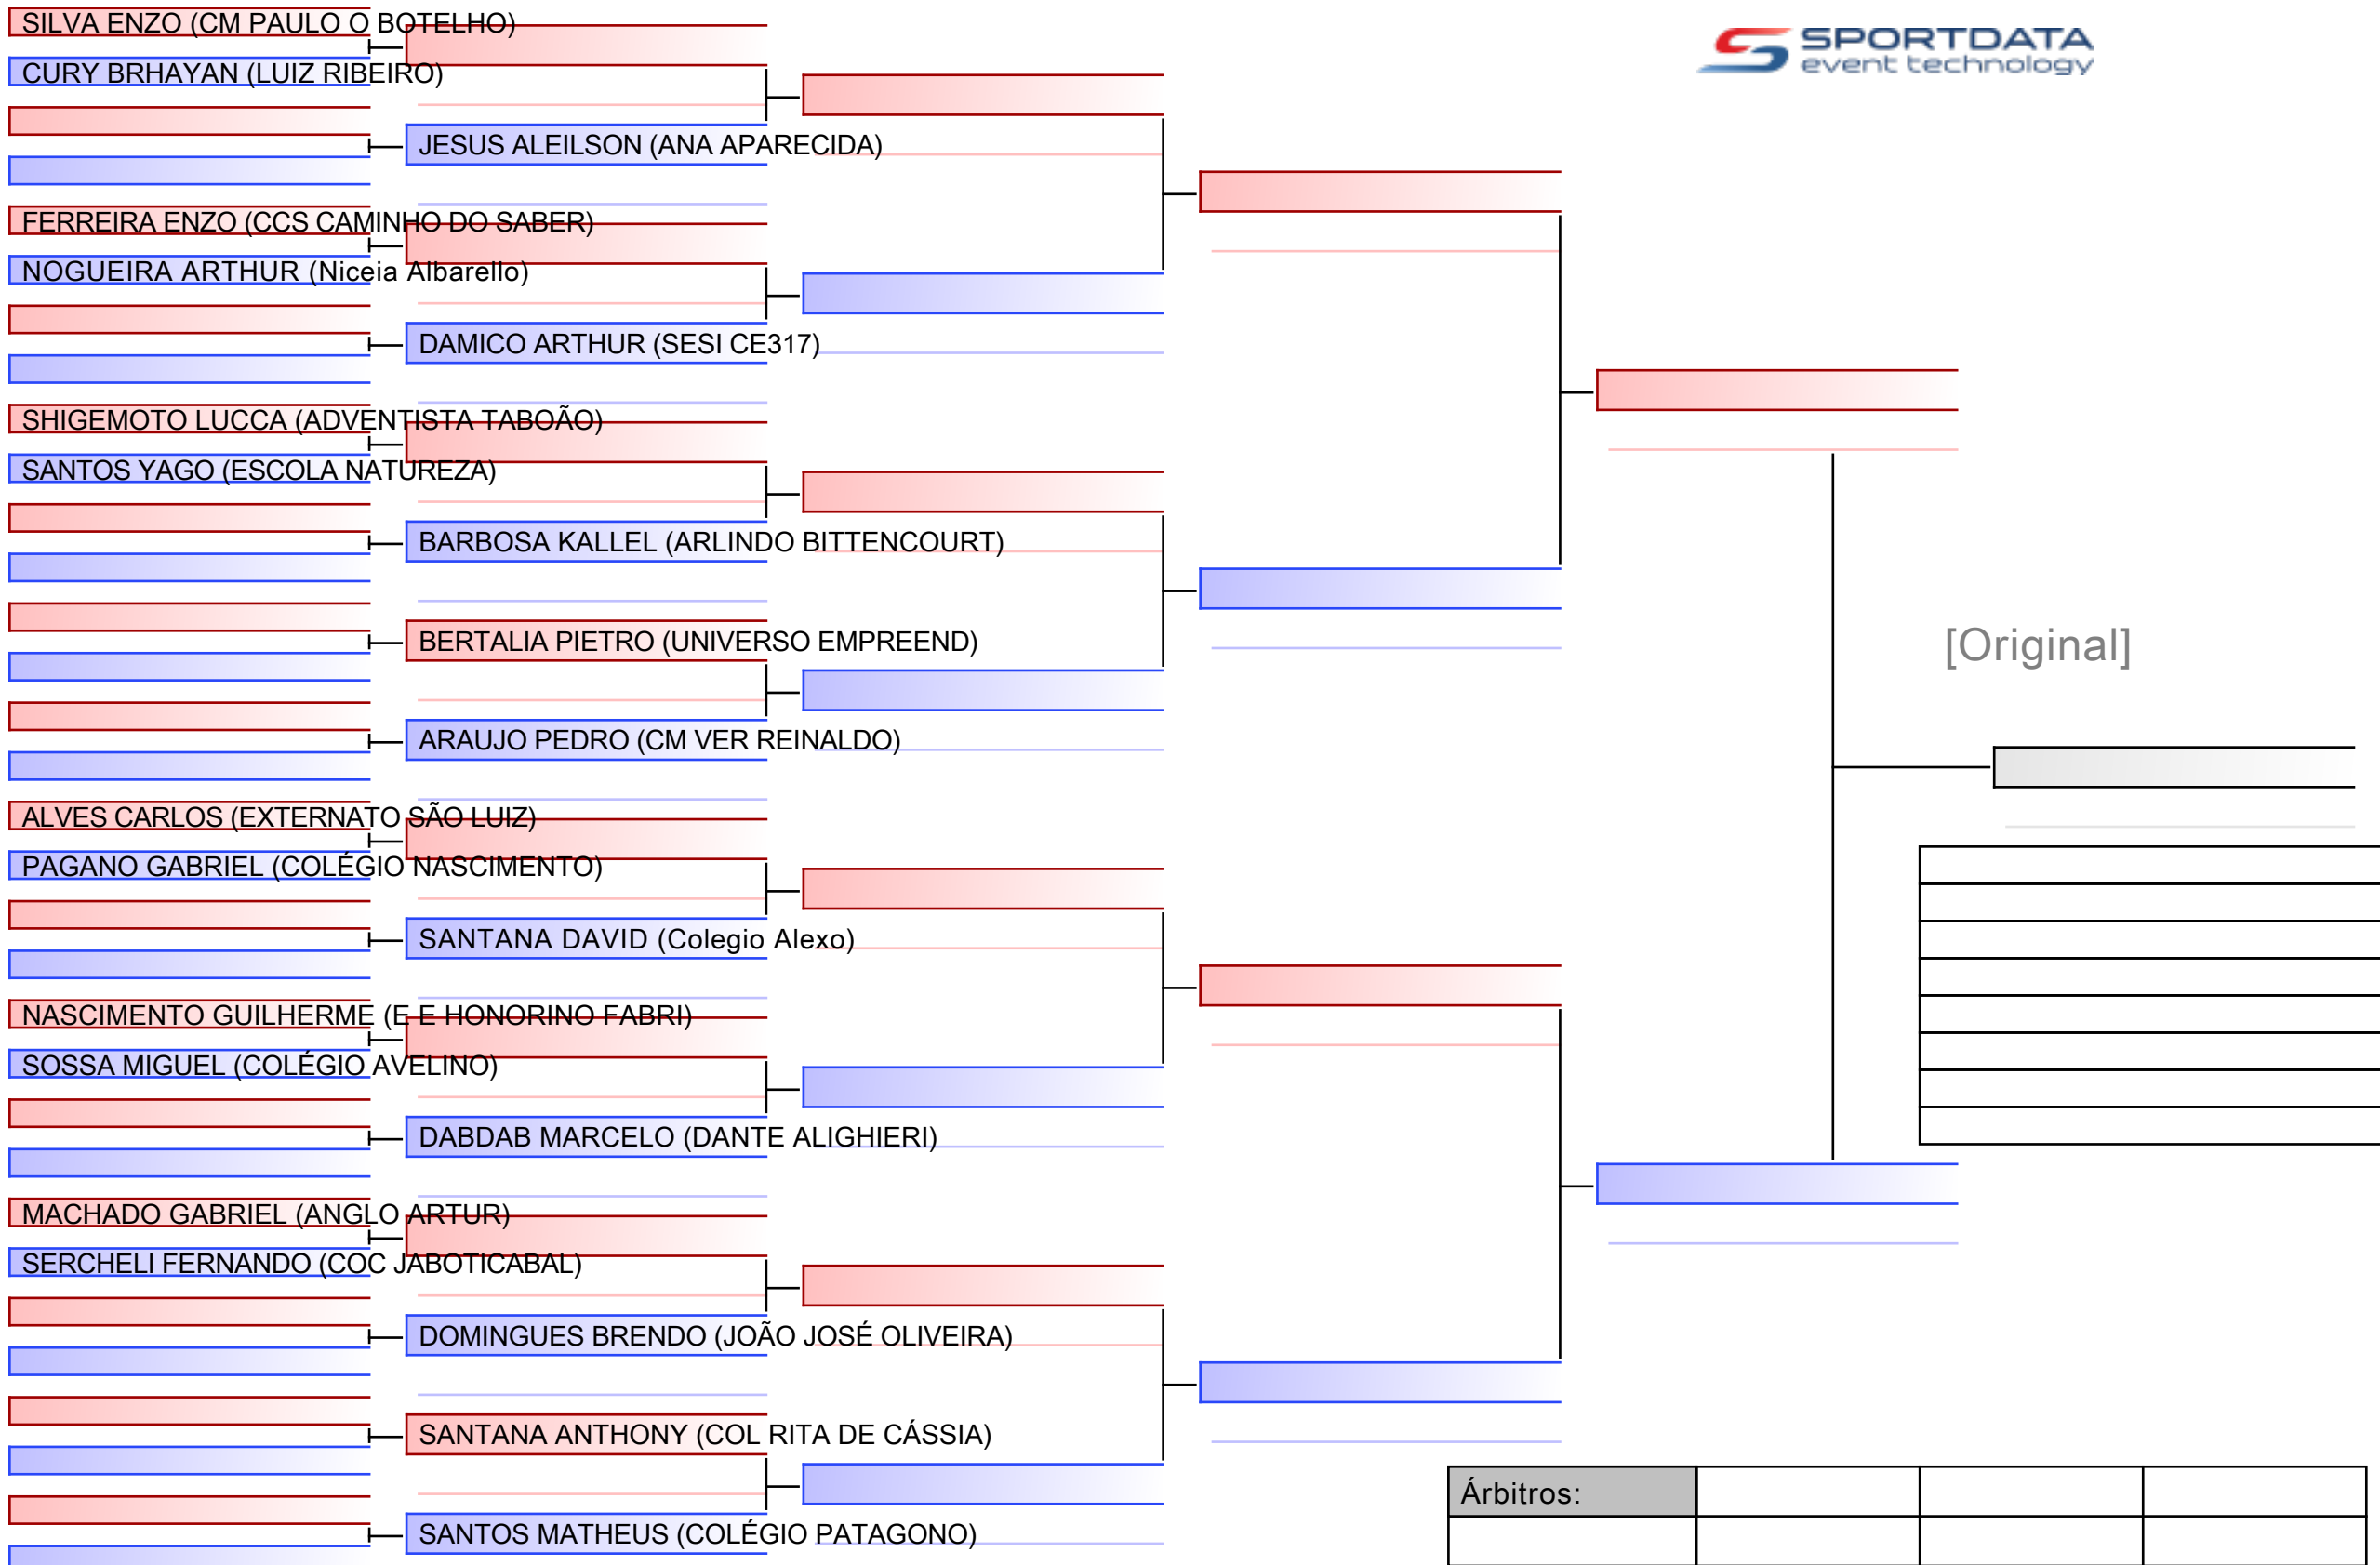 SILVA ENZO (CM PAULO O BOTELHO)
SPORTDATA
event technology
CURY BRHAYAN (LUIZ RIBEIRO)
JESUS ALEILSON (ANA APARECIDA)
FERREIRA ENZO (CCS CAMINHO DO SABER)
NOGUEIRA ARTHUR (Niceia Albarello)
DAMICO ARTHUR (SESI CE317)
SHIGEMOTO LUCCA (ADVENTISTA TABOÃO)
SANTOS YAGO (ESCOLA NATUREZA)
BARBOSA KALLEL (ARLINDO BITTENCOURT)
BERTALIA PIETRO (UNIVERSO EMPREEND)
[Original]
ARAUJO PEDRO (CM VER REINALDO)
ALVES CARLOS (EXTERNATO SÃO LUIZ)
PAGANO GABRIEL (COLÉGIO NASCIMENTO)
SANTANA DAVID (Colegio Alexo)
NASCIMENTO GUILHERME (E E HONORINO FABRI)
SOSSA MIGUEL (COLÉGIO AVELINO)
DABDAB MARCELO (DANTE ALIGHIERI)
MACHADO GABRIEL (ANGLO ARTUR)
SERCHELI FERNANDO (COC JABOTICABAL)
DOMINGUES BRENDO (JOÃO JOSÉ OLIVEIRA)
SANTANA ANTHONY (COL RITA DE CÁSSIA)
Árbitros:
SANTOS MATHEUS (COLÉGIO PATAGONO)